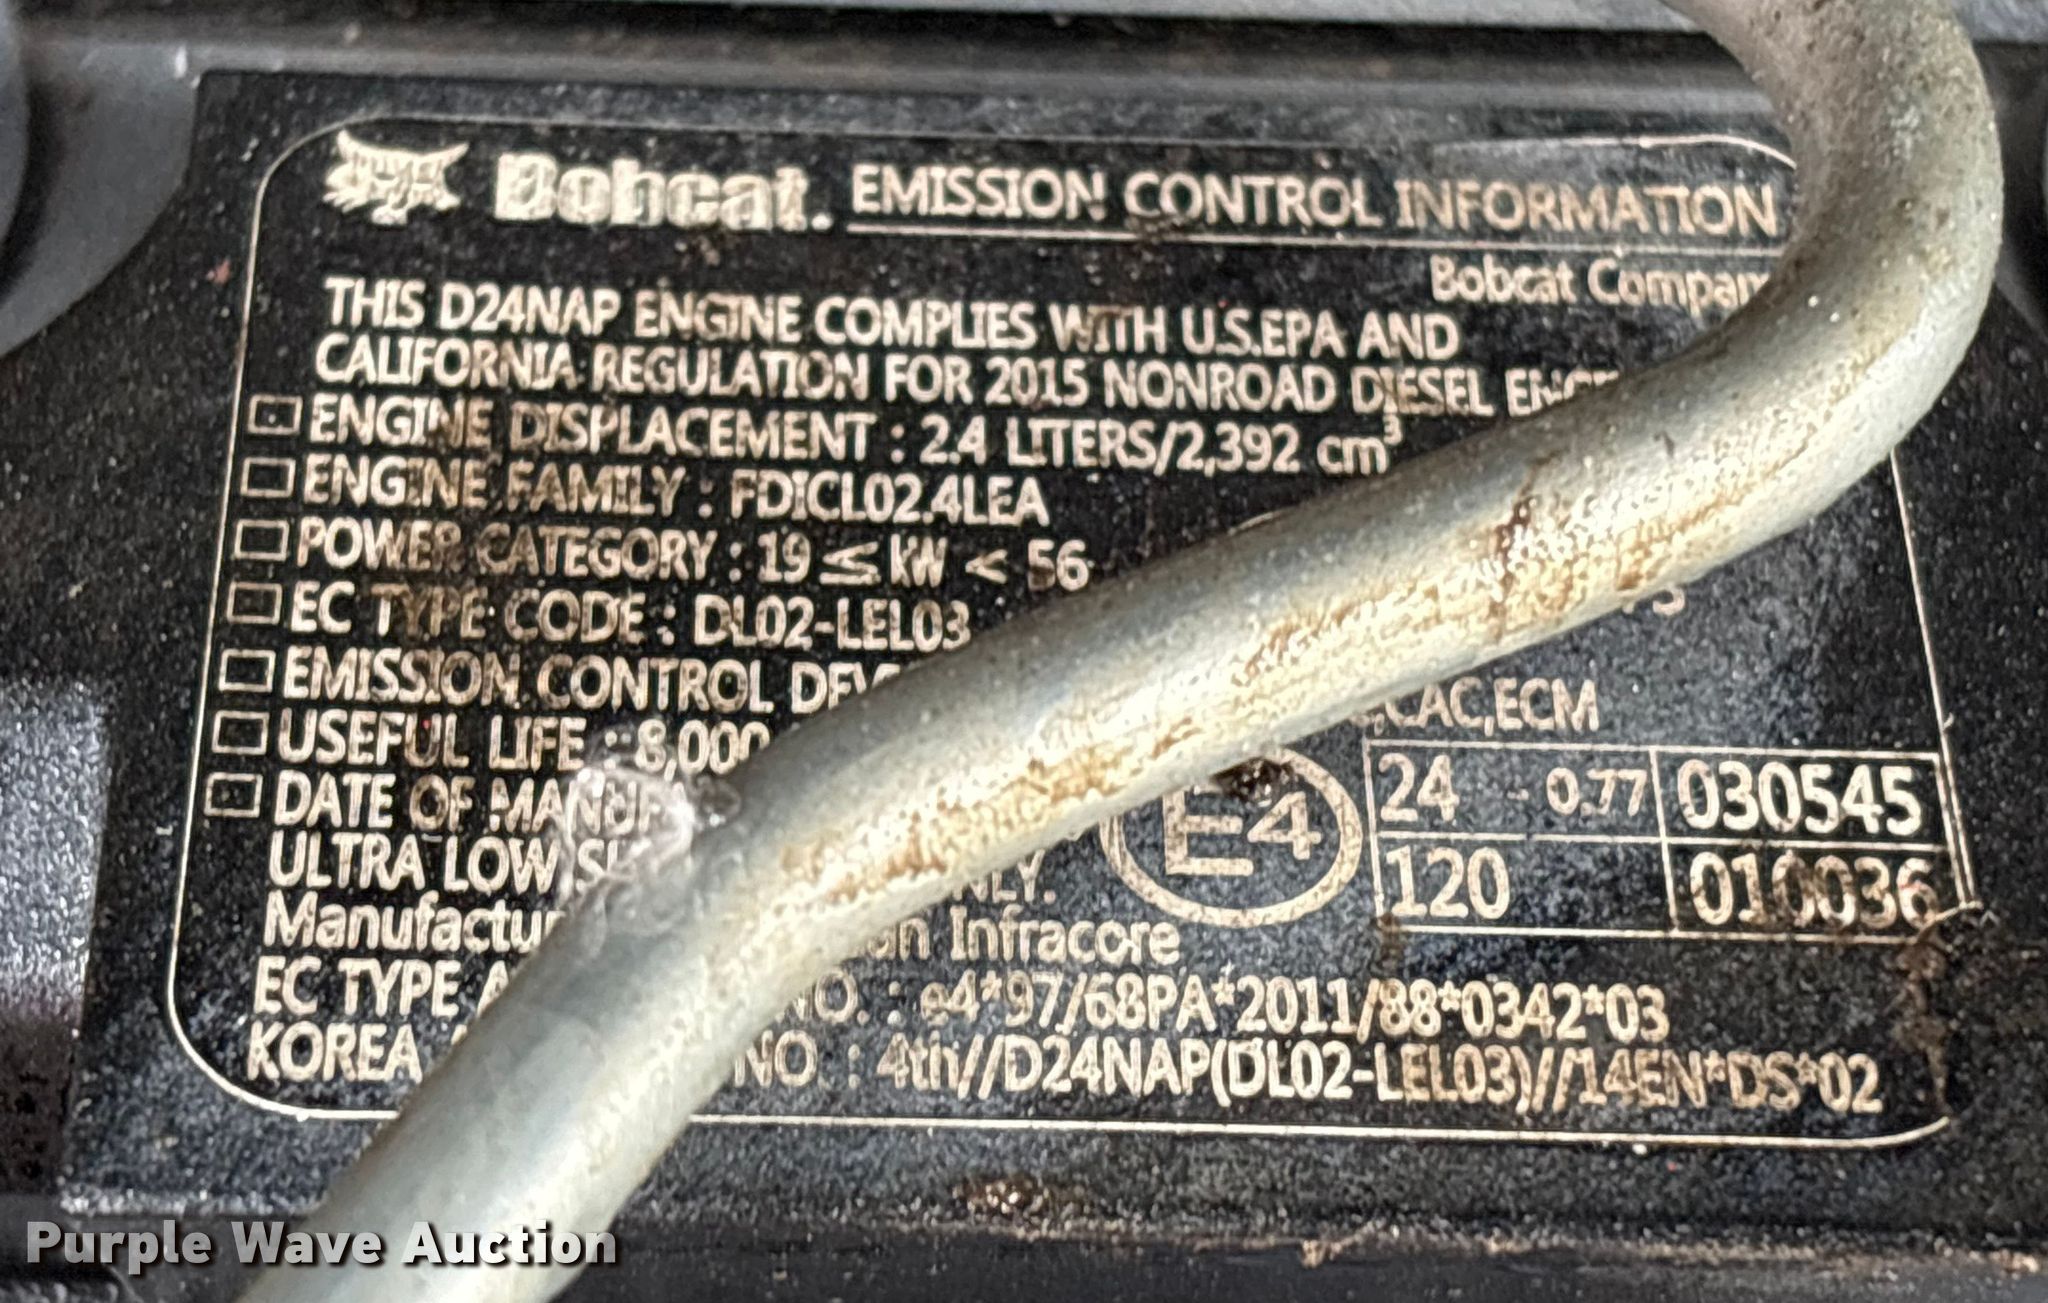 Bobcat. EMISSION CONTROL INFORMATION
Bobcat
THIS D24NAP ENGINE COMPLIES WITH U.S.EPA AND
CALIFORNIA REGULATION FOR 2015 NONROAD DIESEL
ENGINE DISPLACEMENT : 2.4 LITERS/2,392 cm³
ENGINE FAMILY : FDICL02.4LEA
POWER CATEGORY : 19 ≤ kW < 56
EC TYPE CODE : DL02-LEL03
EMISSION CONTROL
CAC,ECM
USEFUL LIFE : 8,000
DATE OF
E4
24 0.77 030545
120 010036
ULTRA LOW
Infracore
EC TYPE NO. : e4*97/68PA*2011/88*0342*03
KOREA NO. : 4th//D24NAP(DL02-LEL03)//14EN*DS*02
Purple Wave Auction